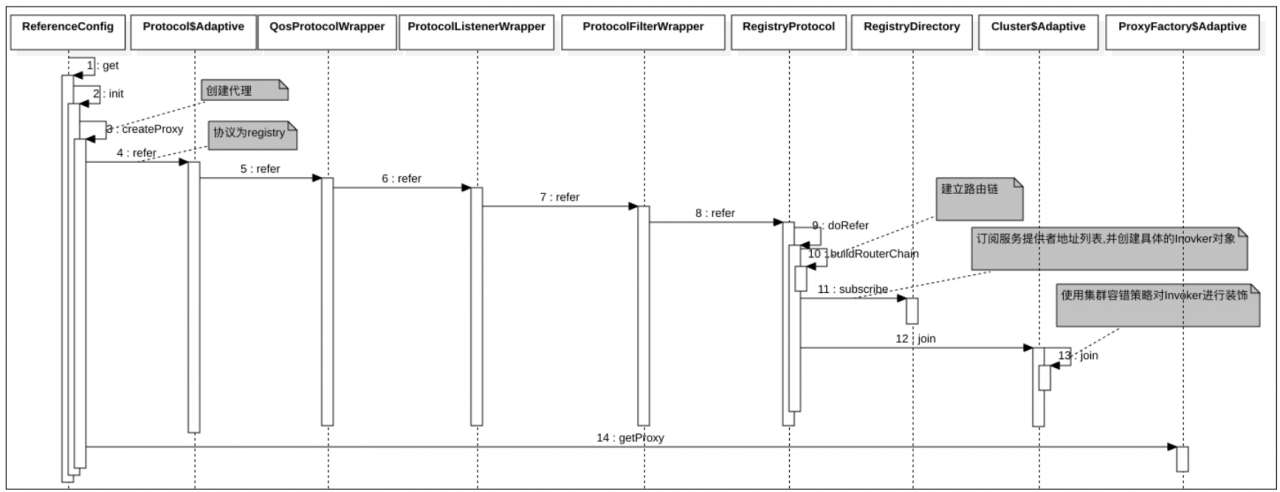 ReferenceConfig
Protocol$Adaptive
QosProtocolWrapper
ProtocolListenerWrapper
ProtocolFilterWrapper
RegistryProtocol
RegistryDirectory
Cluster$Adaptive
ProxyFactory$Adaptive
1 : get
2 : init
创建代理
3 : createProxy
协议为registry
4 : refer
5 : refer
6 : refer
7 : refer
8 : refer
建立路由链
9 : doRefer
订阅服务提供者地址列表,并创建具体的Inovker对象
10 : buildRouterChain
11 : subscribe
使用集群容错策略对Invoker进行装饰
12 : join
13 : join
14 : getProxy